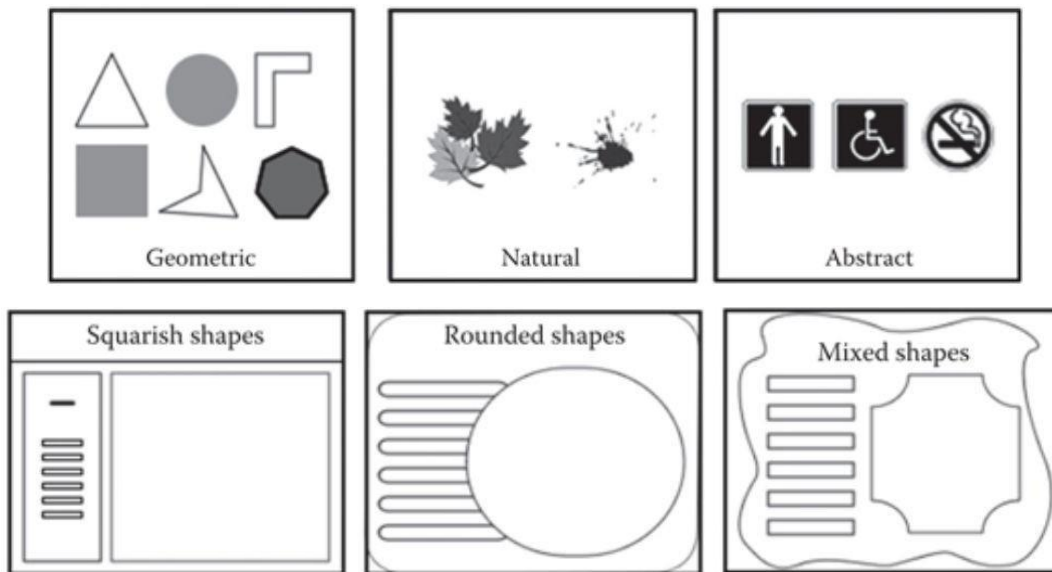 Geometric
Natural
Abstract
Squarish shapes
Rounded shapes
Mixed shapes